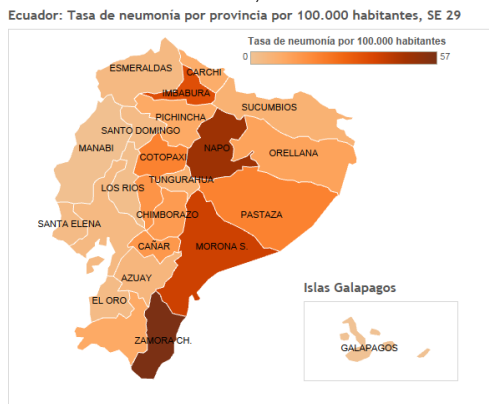 Ecuador: Tasa de neumonía por provincia por 100.000 habitantes, SE 29
Tasa de neumonía por 100.000 habitantes
0 57
ESMERALDAS
CARCHI
IMBABURA
SUCUMBIOS
PICHINCHA
SANTO DOMINGO
MANABI
COTOPAXI
NAPO
ORELLANA
TUNGURAHUA
LOS RIOS
CHIMBORAZO
PASTAZA
SANTA ELENA
CAÑAR
MORONA S.
AZUAY
EL ORO
ZAMORA CH.
Islas Galapagos
GALAPAGOS